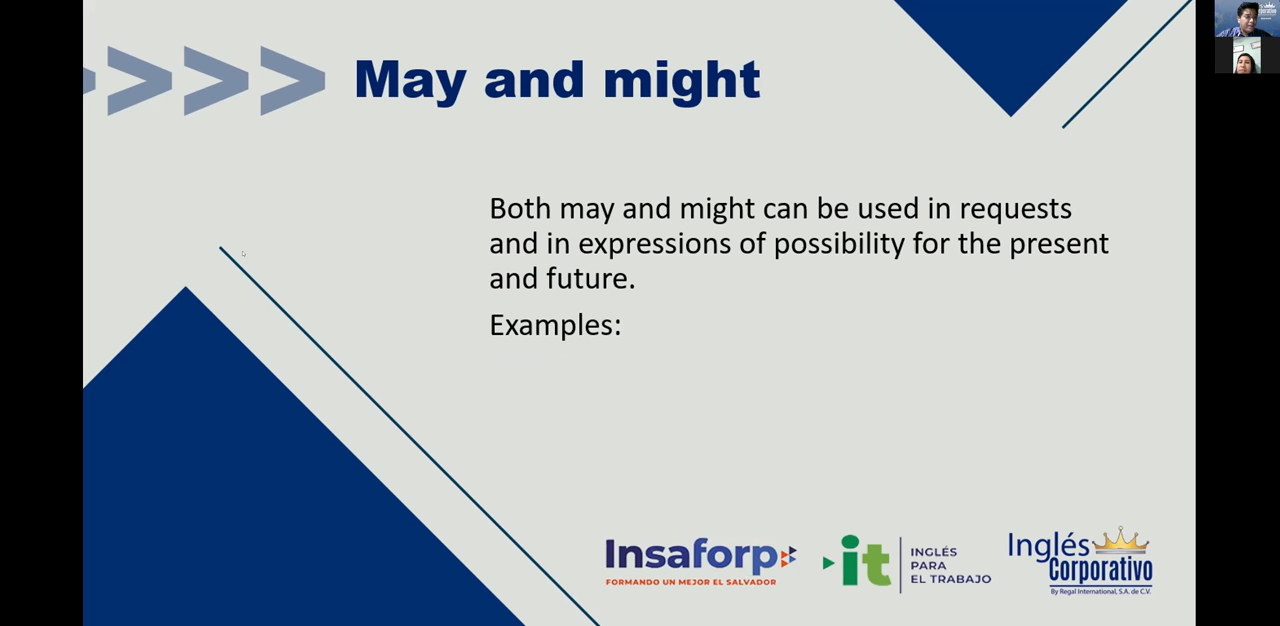 May and might
Both may and might can be used in requests
and in expressions of possibility for the present
and future.
Examples:
Insaforp
FORMANDO UN MEJOR EL SALVADOR
it
INGLÉS
PARA
EL TRABAJO
Inglés
Corporativo
By Regal International, S.A. de C.V.